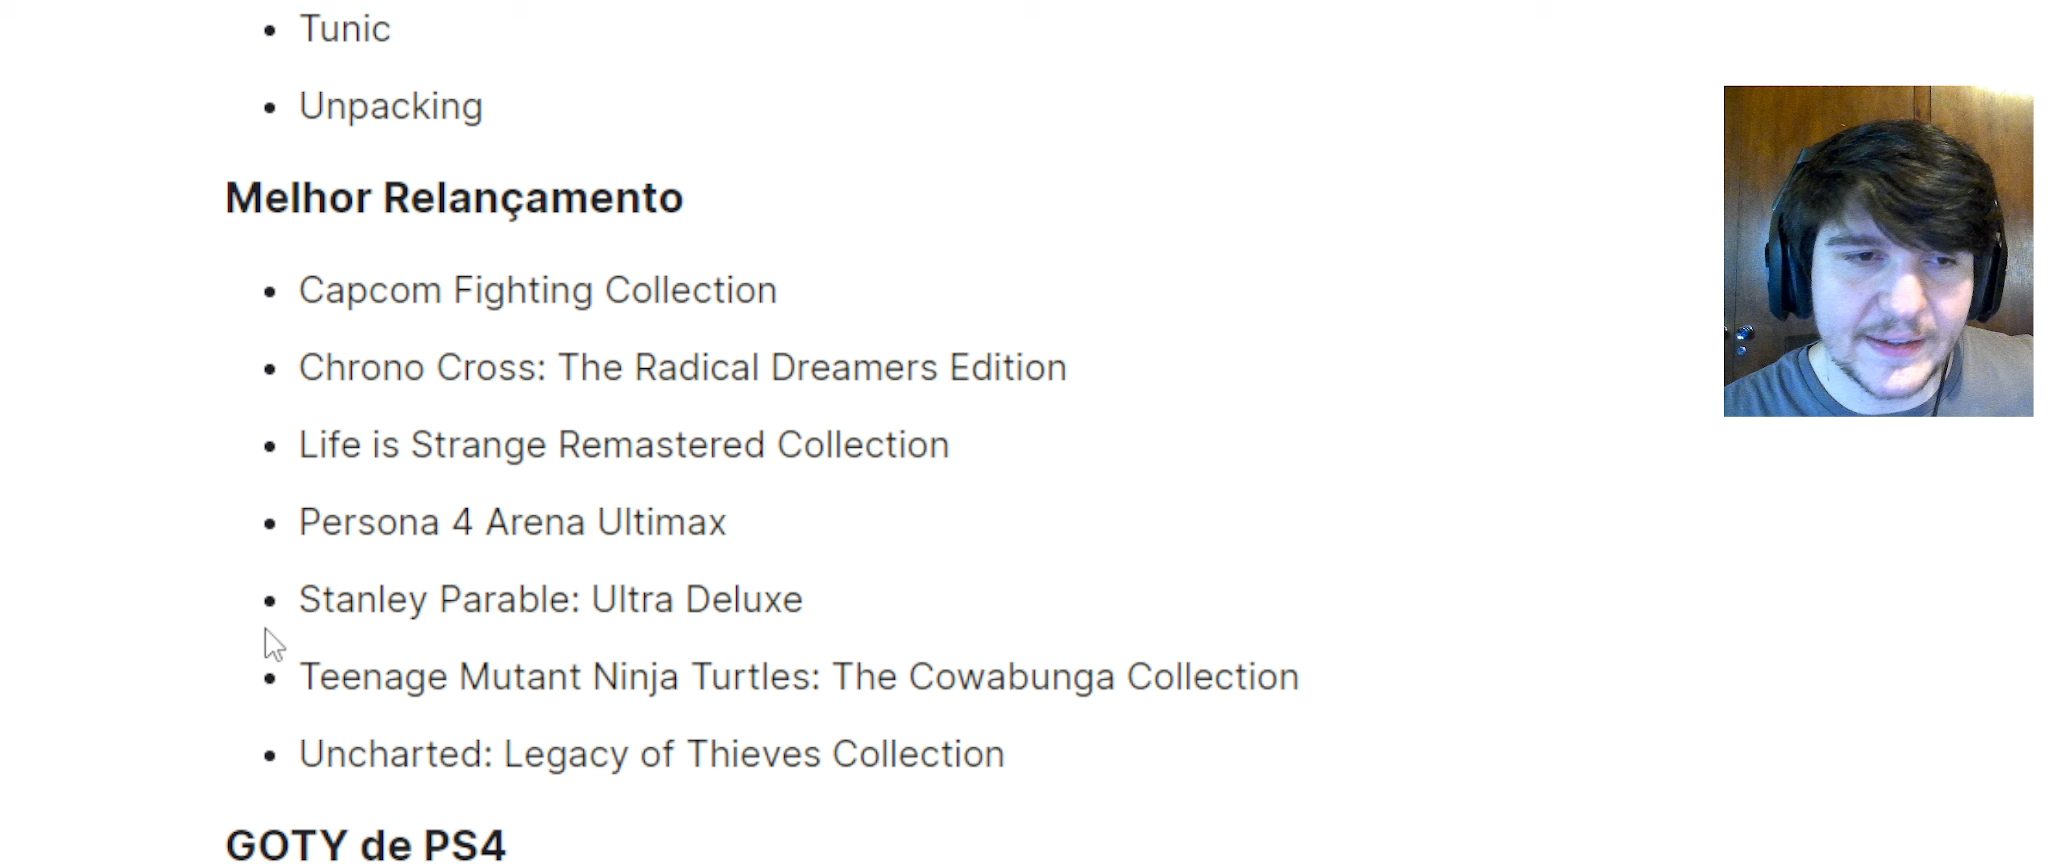 Tunic
Unpacking
Melhor Relançamento
Capcom Fighting Collection
Chrono Cross: The Radical Dreamers Edition
Life is Strange Remastered Collection
Persona 4 Arena Ultimax
Stanley Parable: Ultra Deluxe
Teenage Mutant Ninja Turtles: The Cowabunga Collection
Uncharted: Legacy of Thieves Collection
GOTY de PS4